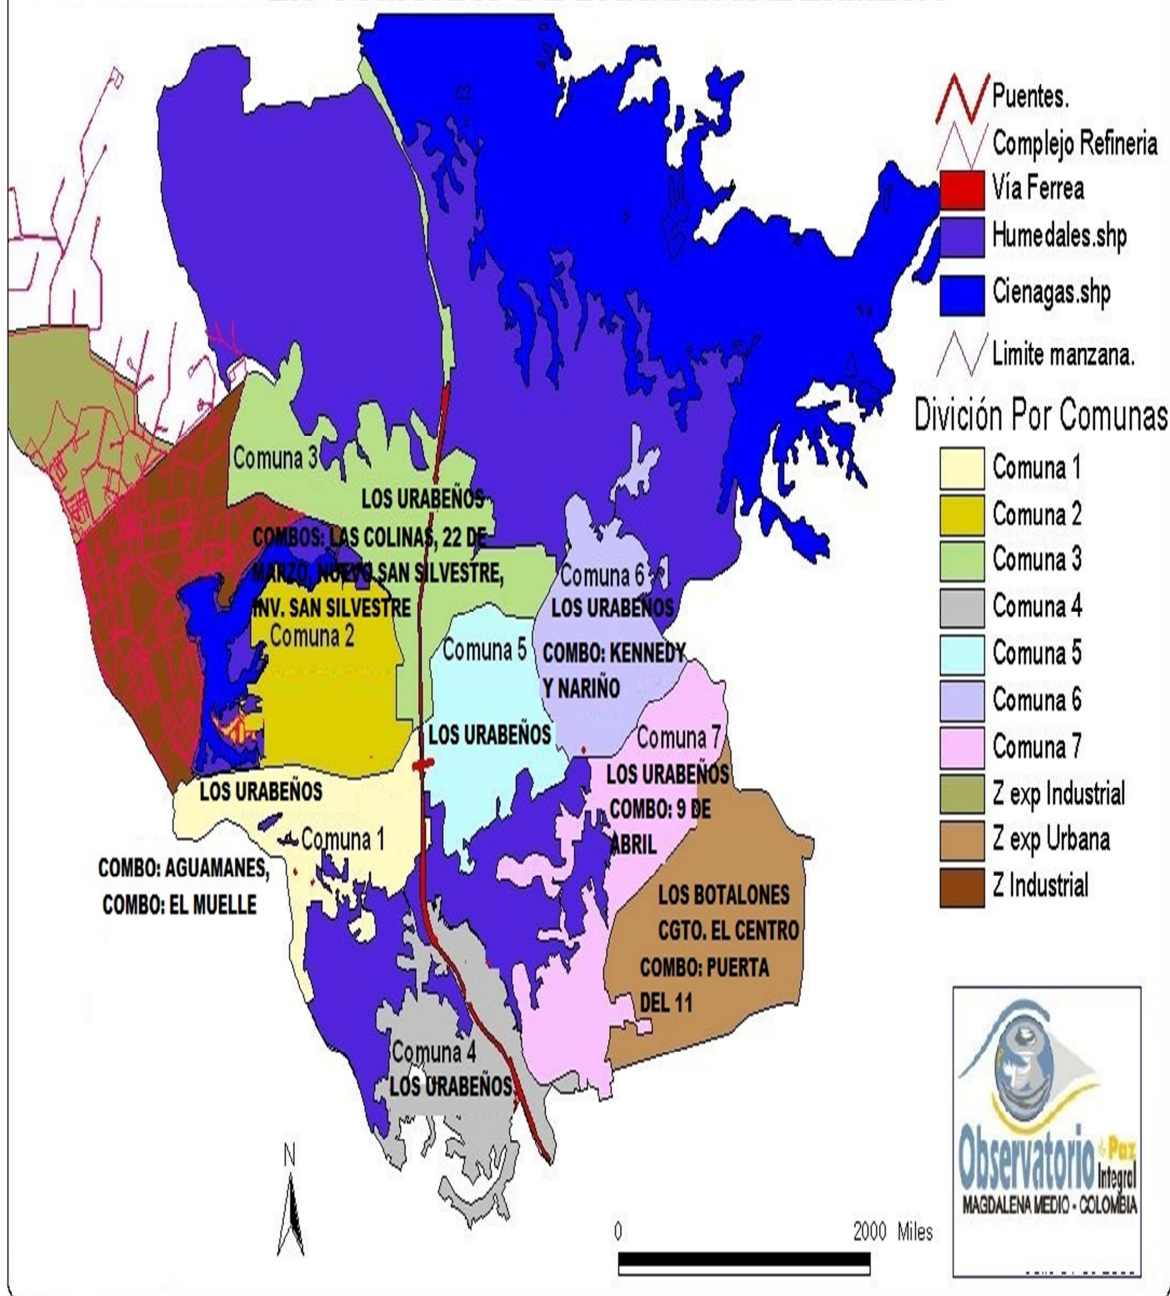 Puentes.
Complejo Refineria
Vía Ferrea
Humedales.shp
Cienagas.shp
Limite manzana.
División Por Comunas
Comuna 1
Comuna 2
Comuna 3
Comuna 4
Comuna 5
Comuna 6
Comuna 7
Z exp Industrial
Z exp Urbana
Z Industrial
Comuna 3
LOS URABEÑOS
COMBOS: LAS COLINAS, 22 DE
MARZO, NUEVO SAN SILVESTRE,
INV. SAN SILVESTRE
Comuna 2
Comuna 6
LOS URABEÑOS
COMBO: KENNEDY
Y NARIÑO
Comuna 5
LOS URABEÑOS
Comuna 7
LOS URABEÑOS
COMBO: 9 DE
ABRIL
LOS URABEÑOS
Comuna 1
COMBO: AGUAMANES,
COMBO: EL MUELLE
LOS BOTALONES
CGTO. EL CENTRO
COMBO: PUERTA
DEL 11
Comuna 4
LOS URABEÑOS
N
0 2000 Miles
Observatorio de Paz
Integral
MAGDALENA MEDIO - COLOMBIA